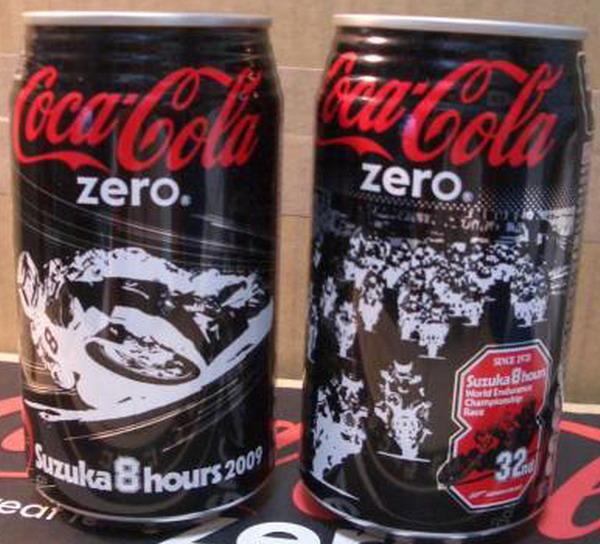 Coca-Cola
zero®
Suzuka 8 hours 2009
Coca-Cola
zero®
SINCE 1978
Suzuka 8 hours
World Endurance
Championship
Race
32nd